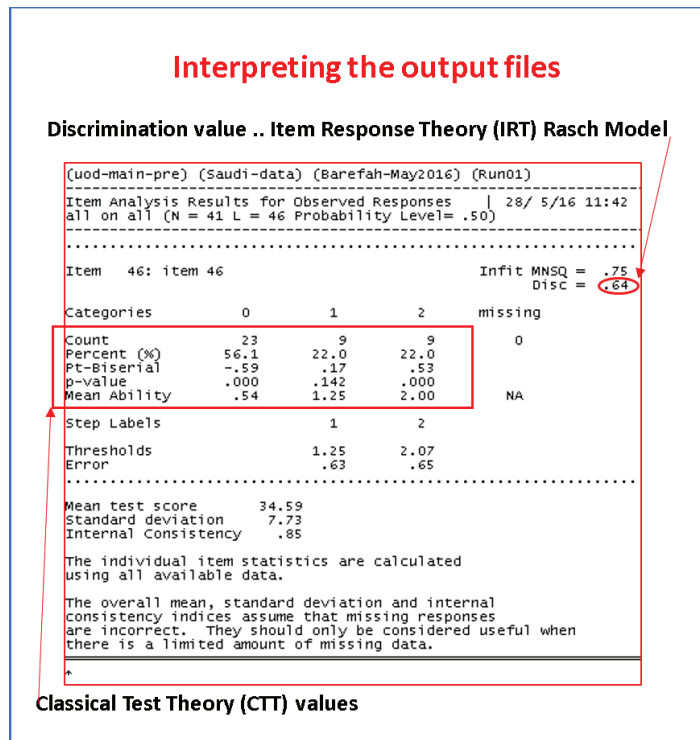 Interpreting the output files
Discrimination value .. Item Response Theory (IRT) Rasch Model
(uod-main-pre) (Saudi-data) (Barefah-May2016) (Run01)
Item Analysis Results for Observed Responses | 28/ 5/16 11:42
all on all (N = 41 L = 46 Probability Level= .50)
Item 46: item 46 Infit MNSQ = .75
Disc = .64
Categories 0 1 2 missing
Count 23 9 9 0
Percent (%) 56.1 22.0 22.0
Pt-Biserial -.59 .17 .53
p-value .000 .142 .000
Mean Ability .54 1.25 2.00 NA
Step Labels 1 2
Thresholds 1.25 2.07
Error .63 .65
Mean test score 34.59
Standard deviation 7.73
Internal Consistency .85
The individual item statistics are calculated
using all available data.
The overall mean, standard deviation and internal
consistency indices assume that missing responses
are incorrect. They should only be considered useful when
there is a limited amount of missing data.
Classical Test Theory (CTT) values